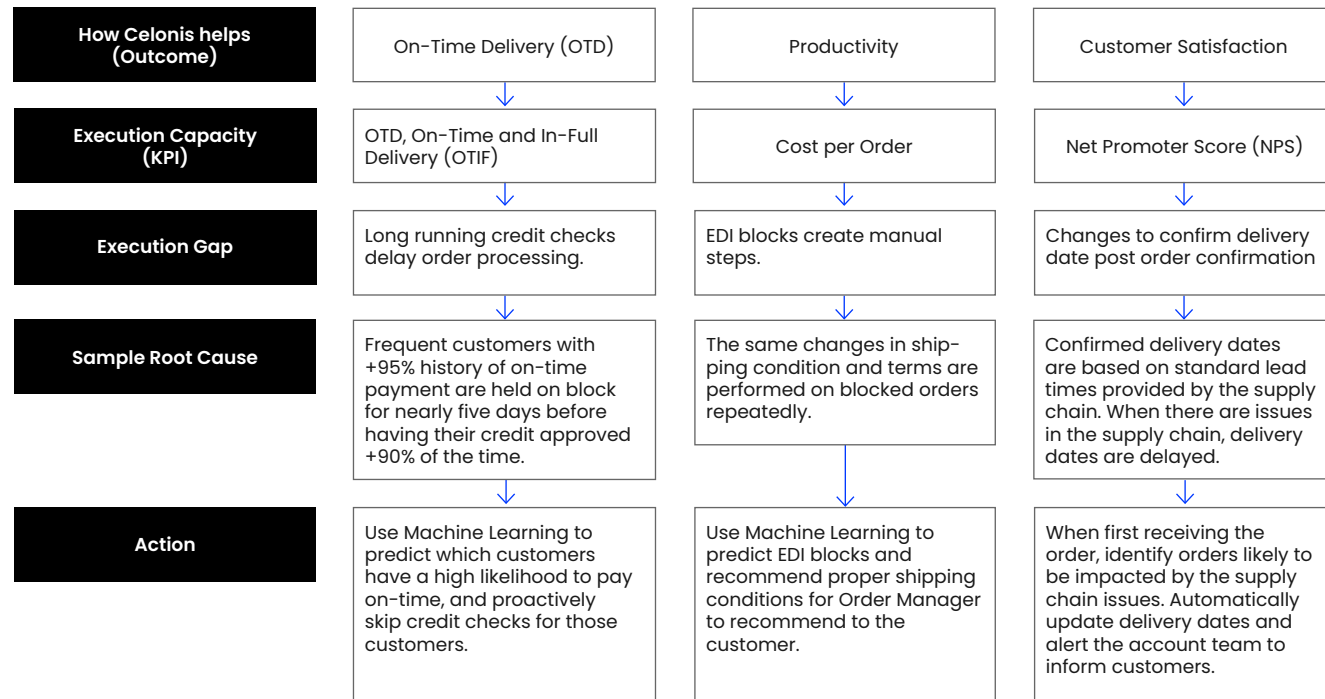 How Celonis helps
(Outcome)
On-Time Delivery (OTD)
Productivity
Customer Satisfaction
Execution Capacity
(KPI)
OTD, On-Time and In-Full
Delivery (OTIF)
Cost per Order
Net Promoter Score (NPS)
Execution Gap
Long running credit checks
delay order processing.
EDI blocks create manual
steps.
Changes to confirm delivery
date post order confirmation
Sample Root Cause
Frequent customers with
+95% history of on-time
payment are held on block
for nearly five days before
having their credit approved
+90% of the time.
The same changes in ship-
ping condition and terms are
performed on blocked orders
repeatedly.
Confirmed delivery dates
are based on standard lead
times provided by the supply
chain. When there are issues
in the supply chain, delivery
dates are delayed.
Action
Use Machine Learning to
predict which customers
have a high likelihood to pay
on-time, and proactively
skip credit checks for those
customers.
Use Machine Learning to
predict EDI blocks and
recommend proper shipping
conditions for Order Manager
to recommend to the
customer.
When first receiving the
order, identify orders likely to
be impacted by the supply
chain issues. Automatically
update delivery dates and
alert the account team to
inform customers.